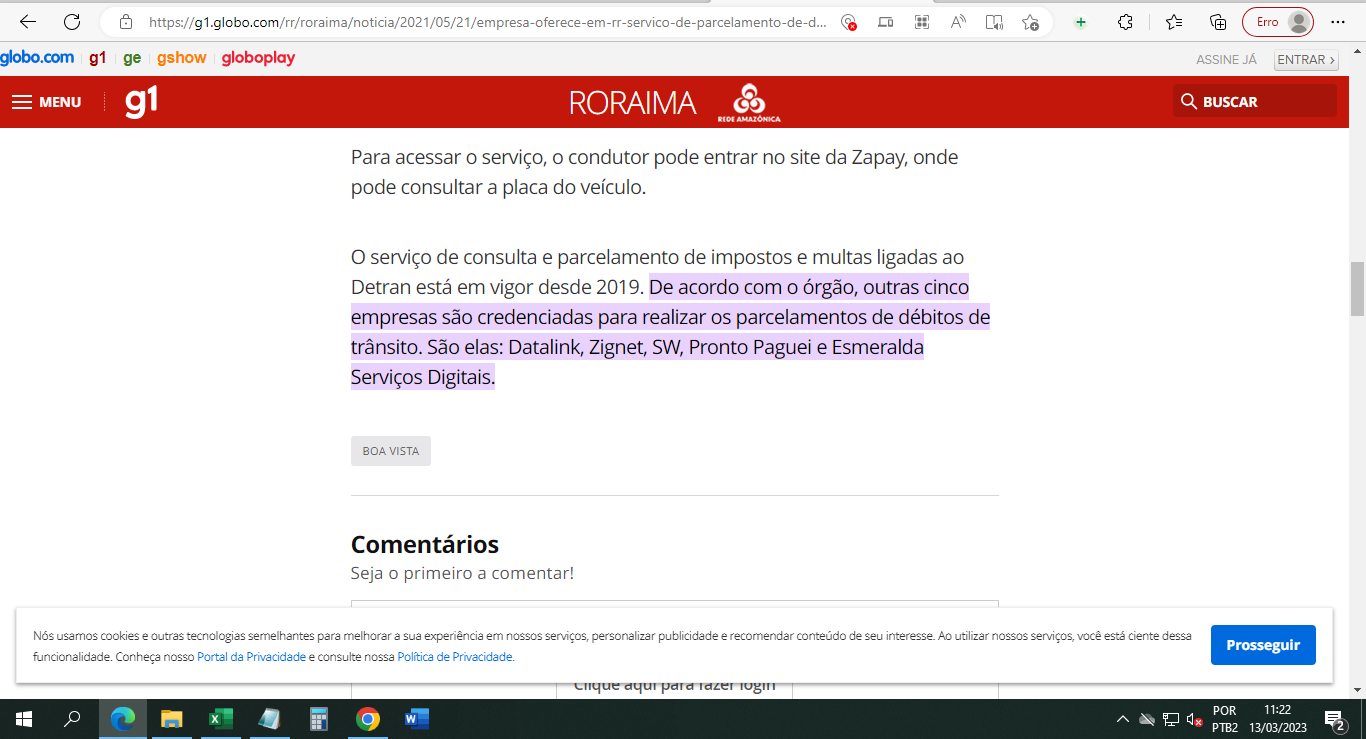 https://g1.globo.com/rr/roraima/noticia/2021/05/21/empresa-oferece-em-rr-servico-de-parcelamento-de-d...
Erro
globo.com g1 ge gshow globoplay
ASSINE JÁ
ENTRAR ›
MENU
g1
RORAIMA
REDE AMAZÔNICA
BUSCAR
Para acessar o serviço, o condutor pode entrar no site da Zapay, onde
pode consultar a placa do veículo.
O serviço de consulta e parcelamento de impostos e multas ligadas ao
Detran está em vigor desde 2019. De acordo com o órgão, outras cinco
empresas são credenciadas para realizar os parcelamentos de débitos de
trânsito. São elas: Datalink, Zignet, SW, Pronto Paguei e Esmeralda
Serviços Digitais.
BOA VISTA
Comentários
Seja o primeiro a comentar!
Nós usamos cookies e outras tecnologias semelhantes para melhorar a sua experiência em nossos serviços, personalizar publicidade e recomendar conteúdo de seu interesse. Ao utilizar nossos serviços, você está ciente dessa
funcionalidade. Conheça nosso Portal da Privacidade e consulte nossa Política de Privacidade.
Prosseguir
Clique aqui para fazer login
POR
PTB2
11:22
13/03/2023
2